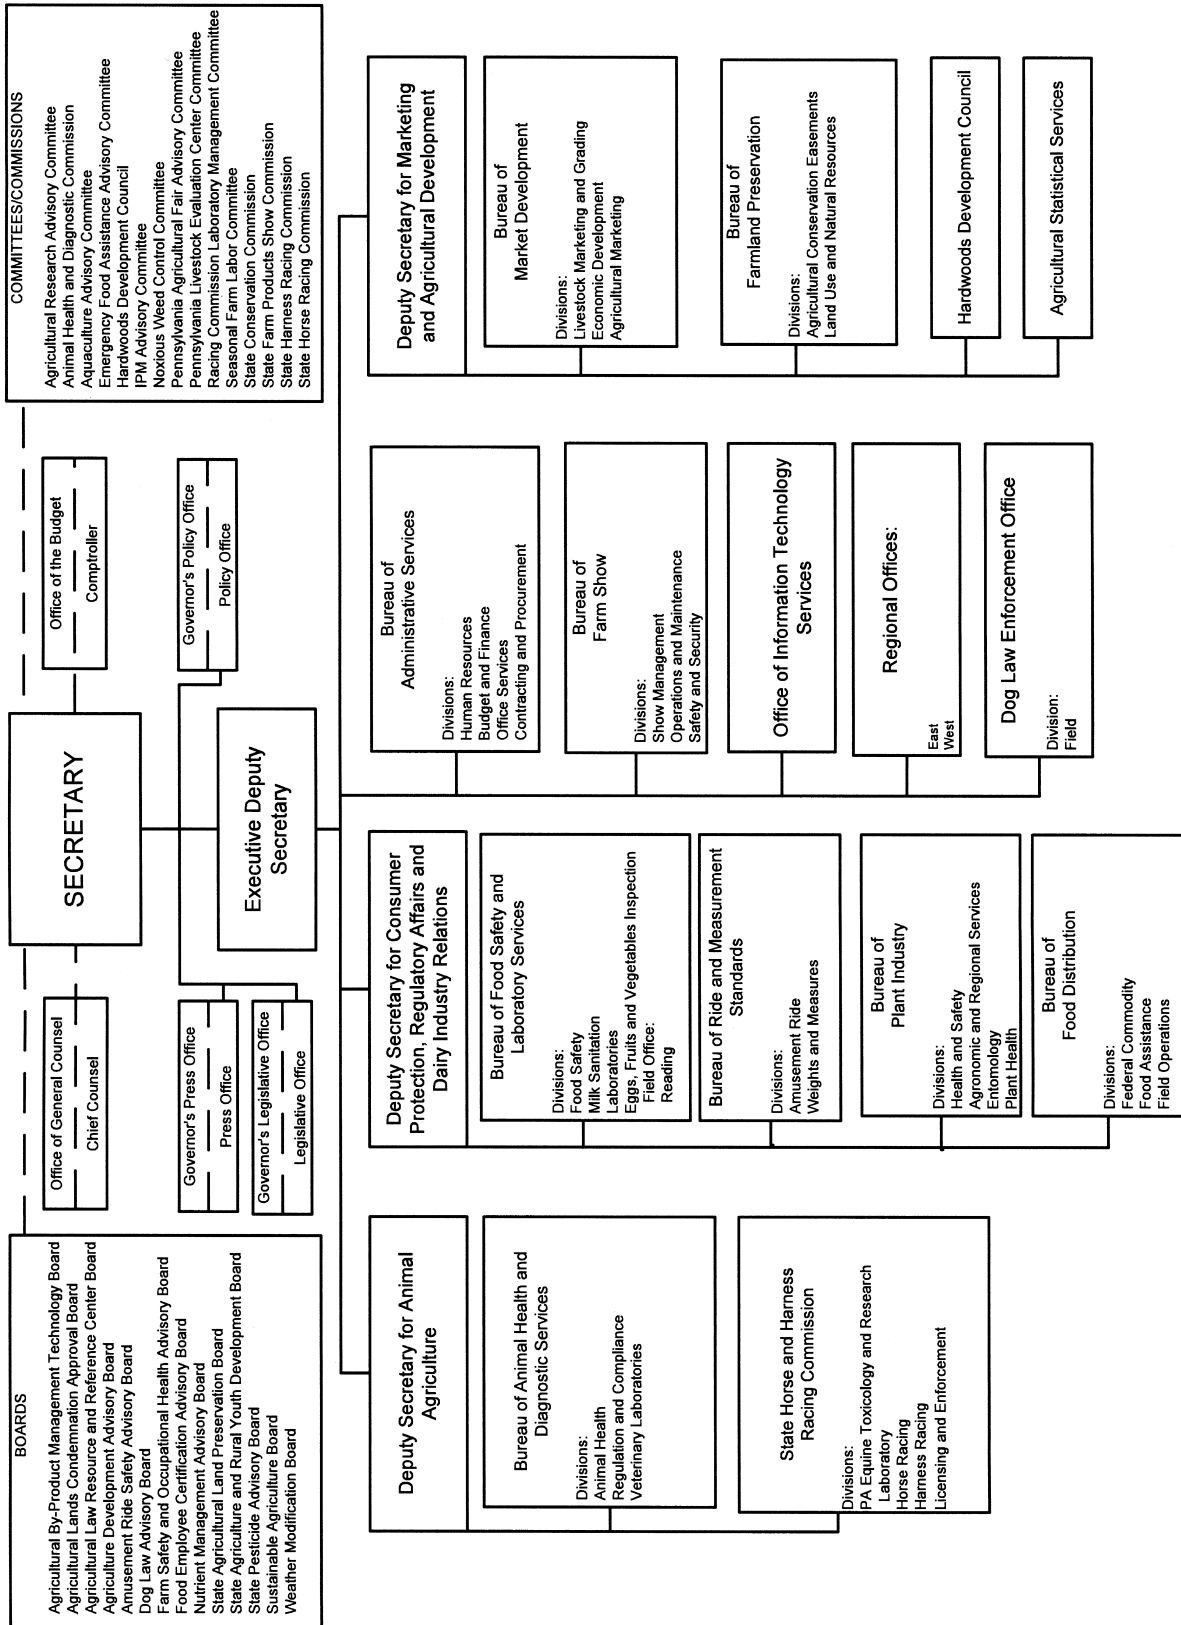 BOARDS
Agricultural By-Product Management Technology Board
Agricultural Lands Condemnation Approval Board
Agricultural Law Resource and Reference Center Board
Agriculture Development Advisory Board
Amusement Ride Safety Advisory Board
Dog Law Advisory Board
Farm Safety and Occupational Health Advisory Board
Food Employee Certification Advisory Board
Nutrient Management Advisory Board
State Agricultural Land Preservation Board
State Agriculture and Rural Youth Development Board
State Pesticide Advisory Board
Sustainable Agriculture Board
Weather Modification Board
SECRETARY
COMMITTEES/COMMISSIONS
Agricultural Research Advisory Committee
Animal Health and Diagnostic Commission
Aquaculture Advisory Committee
Emergency Food Assistance Advisory Committee
Hardwoods Development Council
IPM Advisory Committee
Noxious Weed Control Committee
Pennsylvania Agricultural Fair Advisory Committee
Pennsylvania Livestock Evaluation Center Committee
Racing Commission Laboratory Management Committee
Seasonal Farm Labor Committee
State Conservation Commission
State Farm Products Show Commission
State Harness Racing Commission
State Horse Racing Commission
Office of General Counsel
Chief Counsel
Office of the Budget
Comptroller
Governor's Press Office
Press Office
Governor's Policy Office
Policy Office
Governor's Legislative Office
Legislative Office
Executive Deputy
Secretary
Deputy Secretary for Animal
Agriculture
Bureau of Animal Health and
Diagnostic Services
Divisions:
Animal Health
Regulation and Compliance
Veterinary Laboratories
State Horse and Harness
Racing Commission
Divisions:
PA Equine Toxicology and Research
Laboratory
Horse Racing
Harness Racing
Licensing and Enforcement
Deputy Secretary for Consumer
Protection, Regulatory Affairs and
Dairy Industry Relations
Bureau of Food Safety and
Laboratory Services
Divisions:
Food Safety
Milk Sanitation
Laboratories
Eggs, Fruits and Vegetables Inspection
Field Office:
Reading
Bureau of Ride and Measurement
Standards
Divisions:
Amusement Ride
Weights and Measures
Bureau of
Plant Industry
Divisions:
Health and Safety
Agronomic and Regional Services
Entomology
Plant Health
Bureau of
Food Distribution
Divisions:
Federal Commodity
Food Assistance
Field Operations
Bureau of
Administrative Services
Divisions:
Human Resources
Budget and Finance
Office Services
Contracting and Procurement
Bureau of
Farm Show
Divisions:
Show Management
Operations and Maintenance
Safety and Security
Office of Information Technology
Services
Regional Offices:
East
West
Dog Law Enforcement Office
Division:
Field
Deputy Secretary for Marketing
and Agricultural Development
Bureau of
Market Development
Divisions:
Livestock Marketing and Grading
Economic Development
Agricultural Marketing
Bureau of
Farmland Preservation
Divisions:
Agricultural Conservation Easements
Land Use and Natural Resources
Hardwoods Development Council
Agricultural Statistical Services